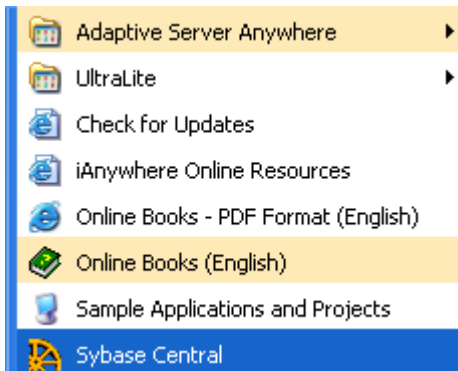 Adaptive Server Anywhere
UltraLite
Check for Updates
iAnywhere Online Resources
Online Books - PDF Format (English)
Online Books (English)
Sample Applications and Projects
Sybase Central